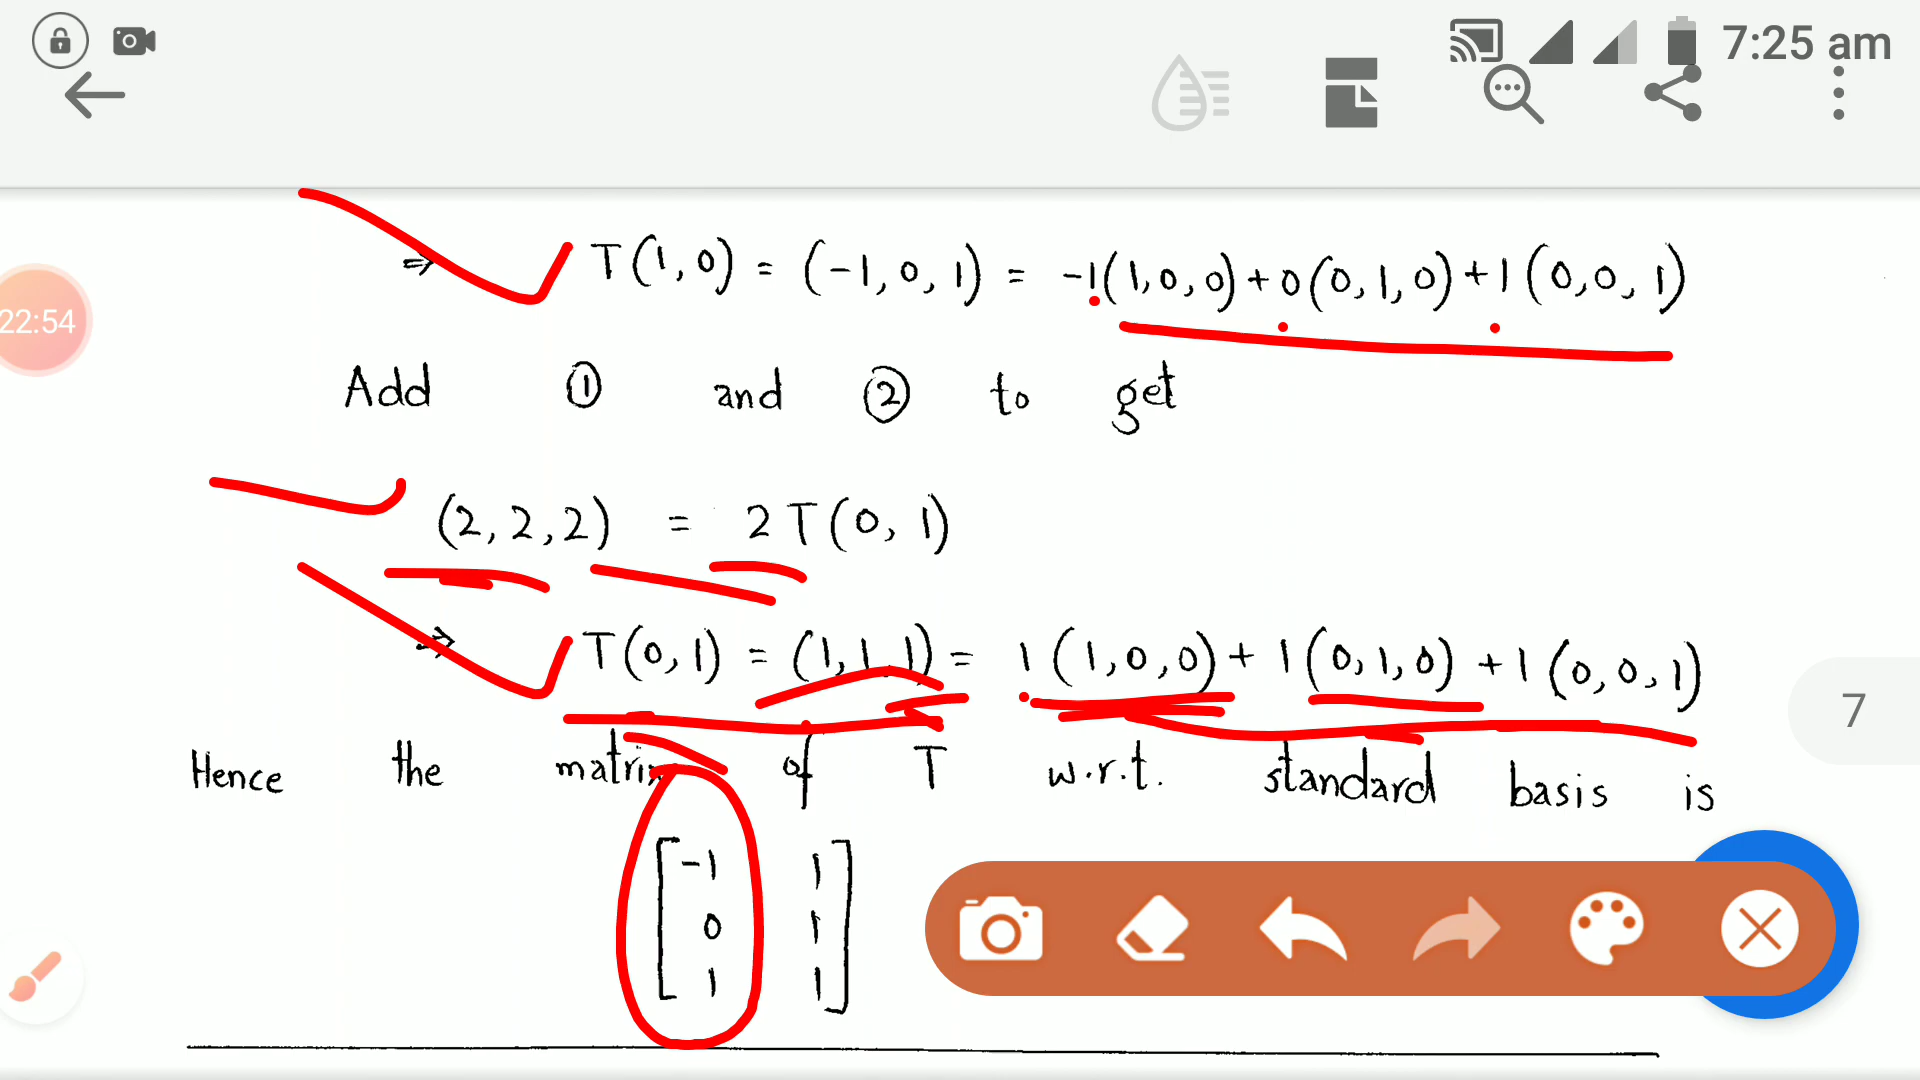 7:25 am
⇒ T(1,0) = (-1,0,1) = -1(1,0,0)+0(0,1,0)+1(0,0,1)
22:54
Add ① and ② to get
(2,2,2) = 2T(0,1)
⇒ T(0,1) = (1,1,1) = 1(1,0,0)+1(0,1,0)+1(0,0,1)
7
Hence the matrix of T w.r.t. standard basis is
[-1 1
0 1
1 1]